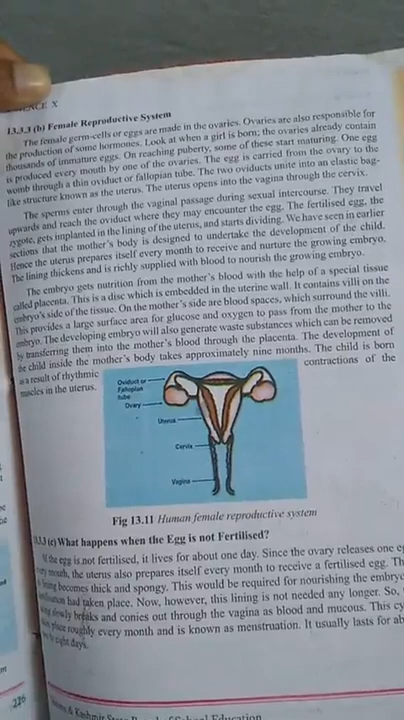 ENCE X
13.3.3 (b) Female Reproductive System
The female germ-cells or eggs are made in the ovaries. Ovaries are also responsible for
the production of some hormones. Look at when a girl is born; the ovaries already contain
thousands of immature eggs. On reaching puberty, some of these start maturing. One egg
is produced every month by one of the ovaries. The egg is carried from the ovary to the
womb through a thin oviduct or fallopian tube. The two oviducts unite into an elastic bag-
like structure known as the uterus. The uterus opens into the vagina through the cervix.
The sperms enter through the vaginal passage during sexual intercourse. They travel
upwards and reach the oviduct where they may encounter the egg. The fertilised egg, the
zygote, gets implanted in the lining of the uterus, and starts dividing. We have seen in earlier
sections that the mother's body is designed to undertake the development of the child.
Hence the uterus prepares itself every month to receive and nurture the growing embryo.
The lining thickens and is richly supplied with blood to nourish the growing embryo.
The embryo gets nutrition from the mother's blood with the help of a special tissue
called placenta. This is a disc which is embedded in the uterine wall. It contains villi on the
embryo's side of the tissue. On the mother's side are blood spaces, which surround the villi.
This provides a large surface area for glucose and oxygen to pass from the mother to the
embryo. The developing embryo will also generate waste substances which can be removed
by transferring them into the mother's blood through the placenta. The development of
the child inside the mother's body takes approximately nine months. The child is born
as a result of rhythmic contractions of the
muscles in the uterus.
Oviduct or
Fallopian
tube
Ovary
Uterus
Cervix
Vagina
Fig 13.11 Human female reproductive system
13.3.3 (c) What happens when the Egg is not Fertilised?
If the egg is not fertilised, it lives for about one day. Since the ovary releases one eg
every month, the uterus also prepares itself every month to receive a fertilised egg. Th
lining becomes thick and spongy. This would be required for nourishing the embryo
had taken place. Now, however, this lining is not needed any longer. So,
slowly breaks and comes out through the vagina as blood and mucous. This cy
place roughly every month and is known as menstruation. It usually lasts for ab
eight days.
226
& Kashmir State School Education